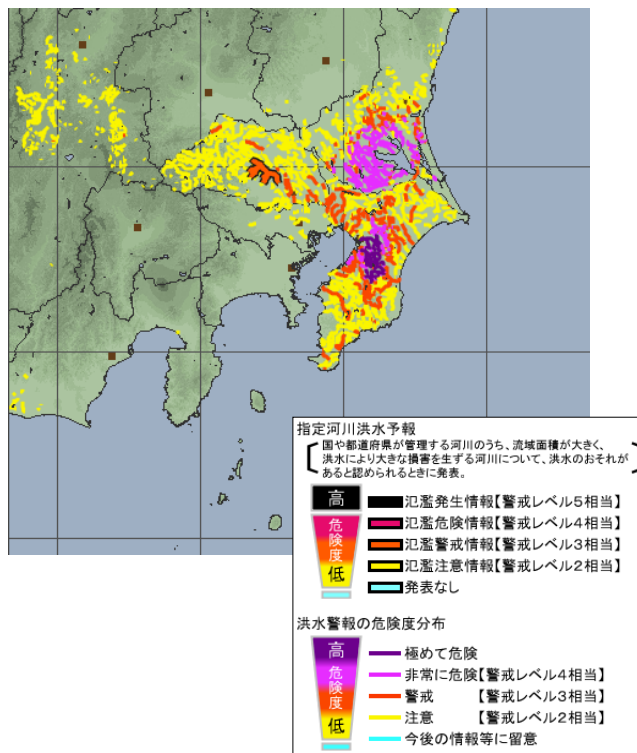 指定河川洪水予報
国や都道府県が管理する河川のうち、流域面積が大きく、
洪水により大きな損害を生ずる河川について、洪水のおそれが
あると認められるときに発表。
高
危険度
低
氾濫発生情報【警戒レベル5相当】
氾濫危険情報【警戒レベル4相当】
氾濫警戒情報【警戒レベル3相当】
氾濫注意情報【警戒レベル2相当】
発表なし
洪水警報の危険度分布
高
危険度
低
極めて危険
非常に危険【警戒レベル4相当】
警戒 【警戒レベル3相当】
注意 【警戒レベル2相当】
今後の情報等に留意